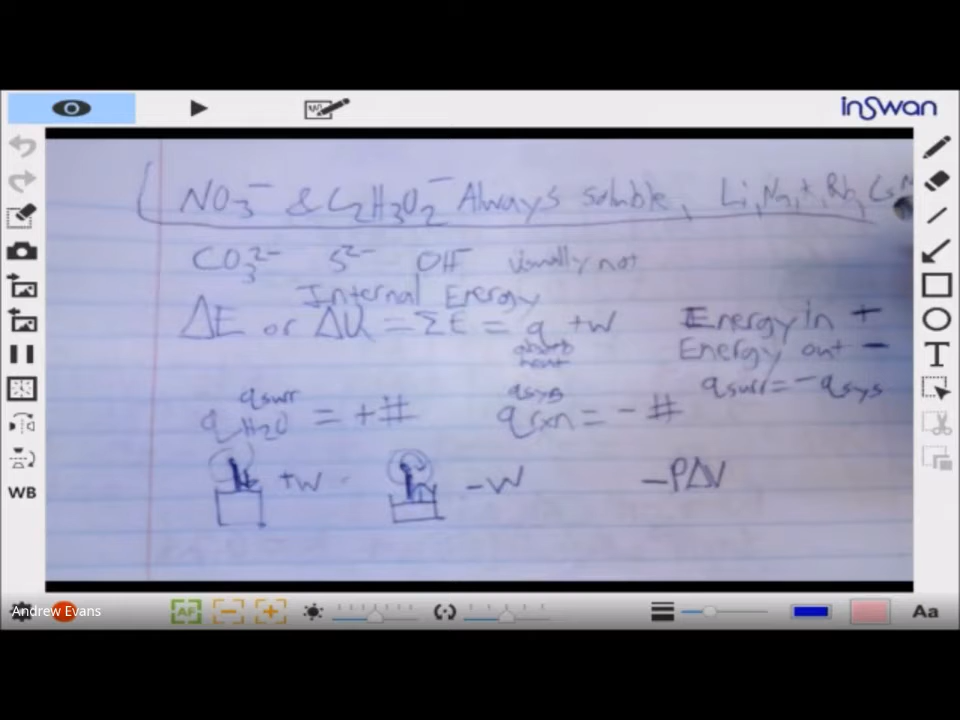 inSwan
NO3⁻ & C2H3O2⁻ Always soluble, Li, Na, K, Rb, Cs
CO3²⁻ S²⁻ OH⁻ usually not
Internal Energy
ΔE or ΔU = ΣE = q + w Energy in +
heat Energy out −
qsurr qsys qsurr = −qsys
qH2O = +# qrxn = −#
+w −w −PΔV
WB
Andrew Evans
AF
T
Aa